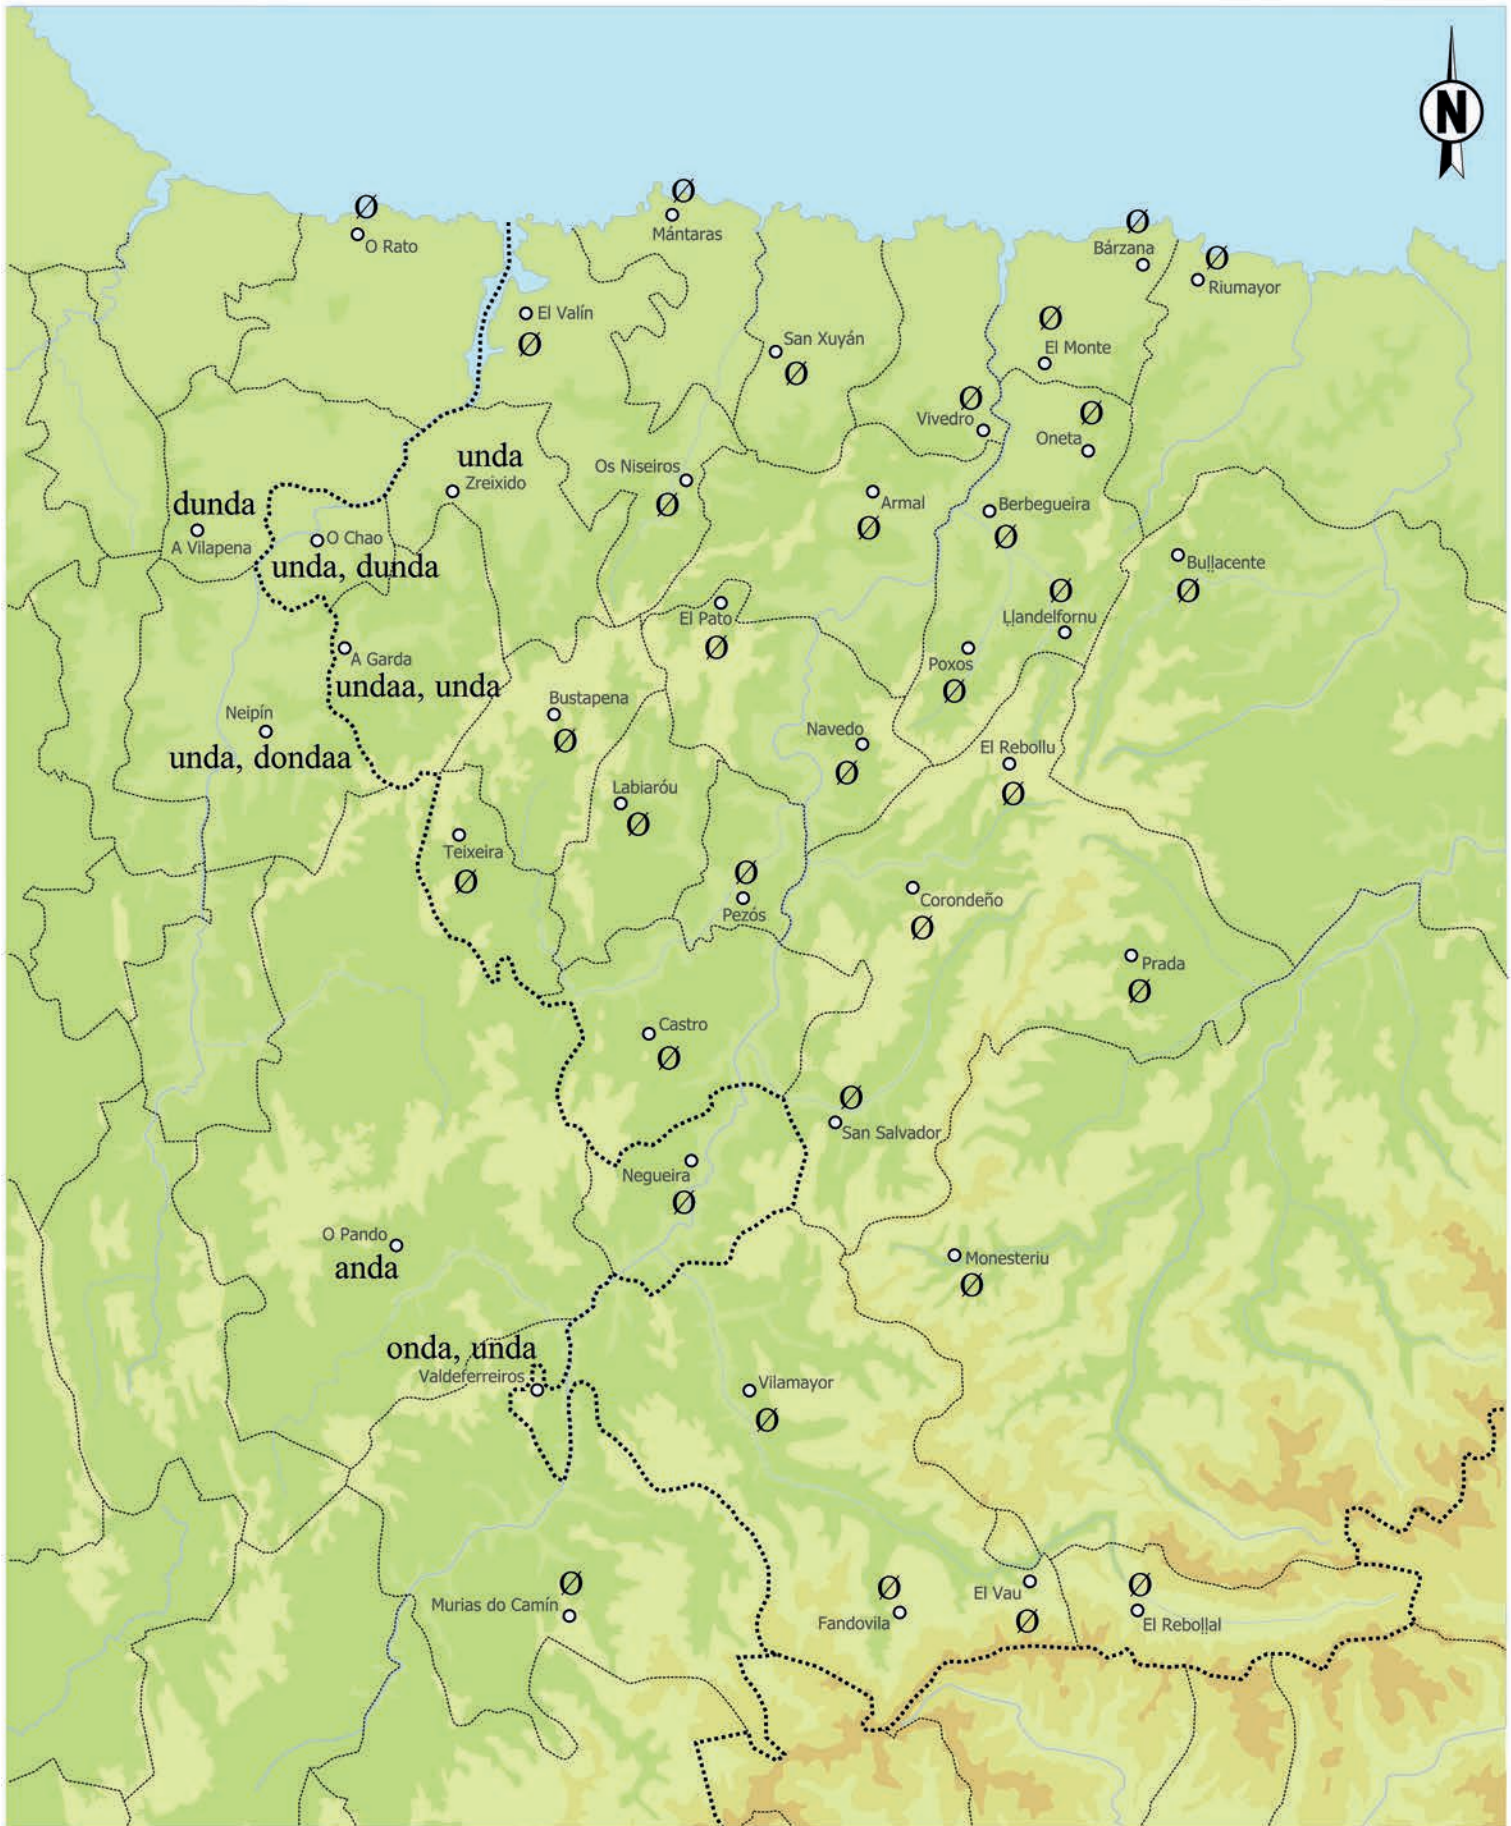 N
Ø
Mántaras
Ø
O Rato
Ø
Bárzana
Ø
Riumayor
El Valín
Ø
Ø
El Monte
San Xuyán
Ø
Ø
Vivedro
Ø
Oneta
unda
Zreixido
Os Niseiros
Ø
Armal
Ø
Berbegueira
Ø
dunda
A Vilapena
O Chao
unda, dunda
Buḷḷacente
Ø
Ø
Ḷḷandelfornu
El Pato
Ø
A Garda
undaa, unda
Poxos
Ø
Bustapena
Ø
Neipín
unda, dondaa
Navedo
Ø
El Rebollu
Ø
Labiaróu
Ø
Teixeira
Ø
Ø
Pezós
Corondeño
Ø
Prada
Ø
Castro
Ø
Ø
San Salvador
Negueira
Ø
O Pando
anda
Monesteriu
Ø
onda, unda
Valdeferreiros
Vilamayor
Ø
Ø
Murias do Camín
Ø
Fandovila
El Vau
Ø
Ø
El Reboḷḷal